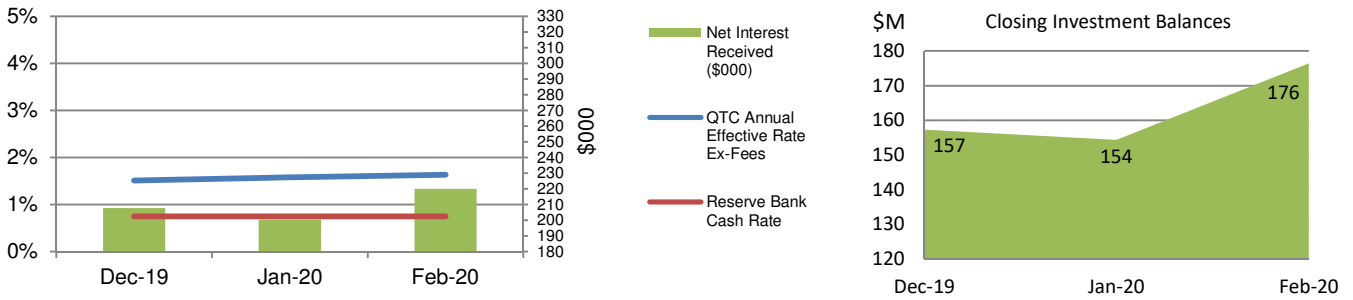 5%
4%
3%
2%
1%
0%
330
320
310
300
290
280
270
260
250
240
230
220
210
200
190
180
$000
Dec-19
Jan-20
Feb-20
Net Interest
Received
($000)
QTC Annual
Effective Rate
Ex-Fees
Reserve Bank
Cash Rate
$M
Closing Investment Balances
180
170
160
150
140
130
120
157
154
176
Dec-19
Jan-20
Feb-20